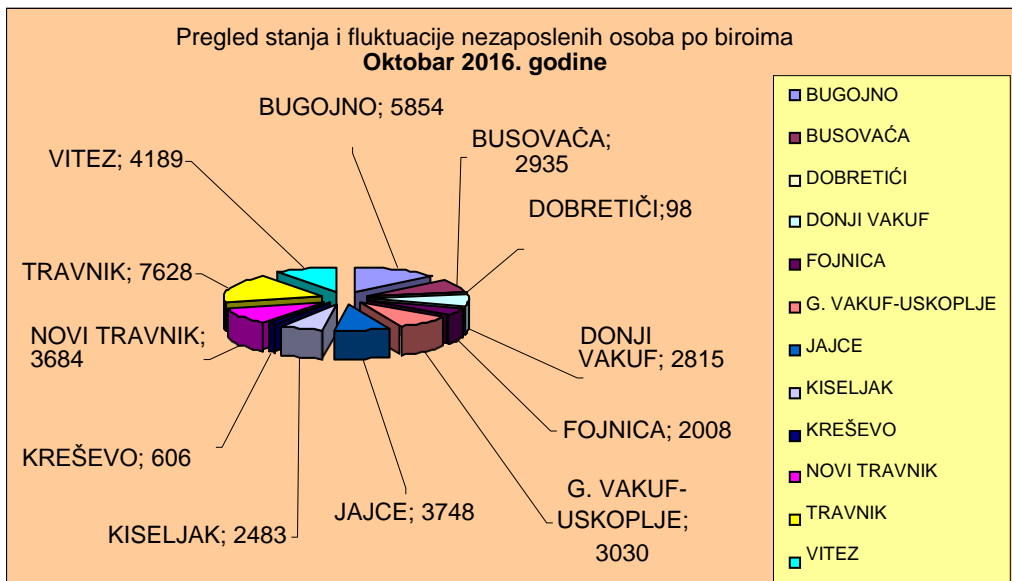 Pregled stanja i fluktuacije nezaposlenih osoba po biroima
Oktobar 2016. godine
BUGOJNO; 5854
BUSOVAČA;
2935
DOBRETIČI;98
DONJI
VAKUF; 2815
FOJNICA; 2008
G. VAKUF-
USKOPLJE;
3030
JAJCE; 3748
KISELJAK; 2483
KREŠEVO; 606
NOVI TRAVNIK;
3684
TRAVNIK; 7628
VITEZ; 4189
BUGOJNO
BUSOVAĆA
DOBRETIĆI
DONJI VAKUF
FOJNICA
G. VAKUF-USKOPLJE
JAJCE
KISELJAK
KREŠEVO
NOVI TRAVNIK
TRAVNIK
VITEZ